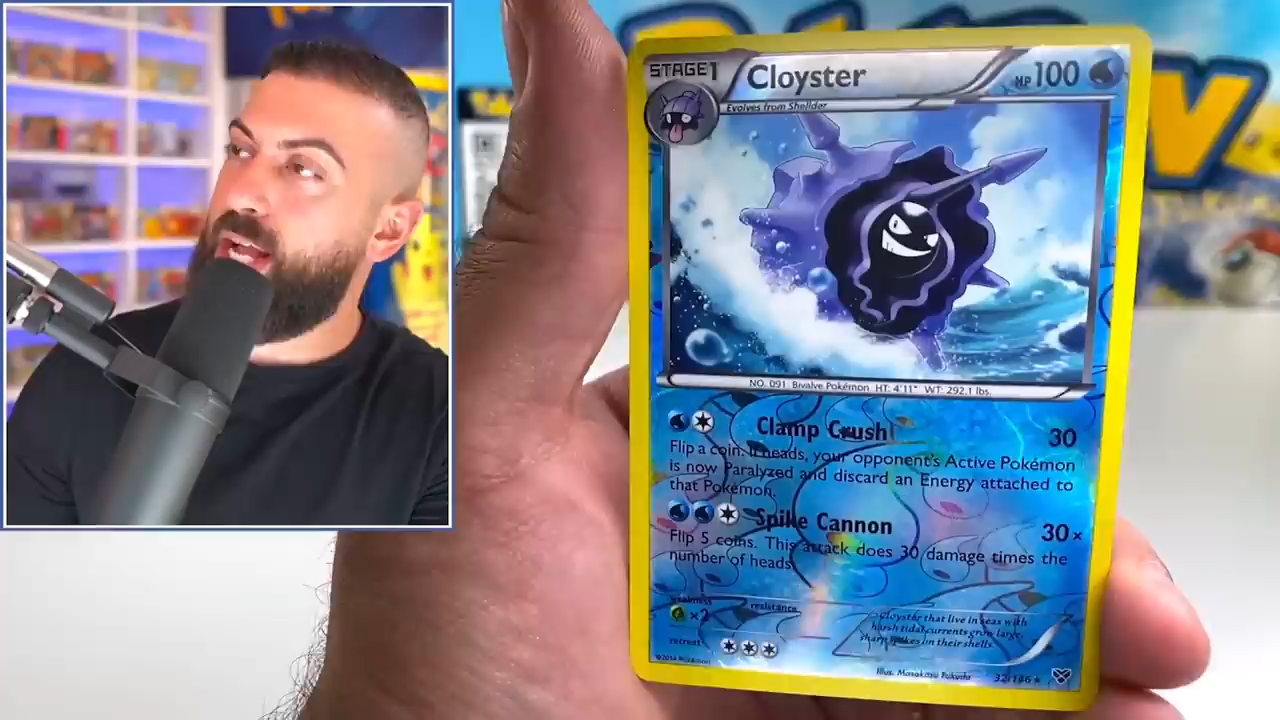 STAGE1
Cloyster
HP100
Evolves from Shellder
NO. 091 Bivalve Pokémon HT: 4'11" WT: 292.1 lbs.
Clamp Crush 30
Flip a coin. If heads, your opponent's Active Pokémon
is now Paralyzed and discard an Energy attached to
that Pokémon.
Spike Cannon 30×
Flip 5 coins. This attack does 30 damage times the
number of heads.
weakness
×2
resistance
retreat
Cloyster that live in seas with
harsh tidal currents grow large,
sharp spikes on their shells.
©2014 Pokémon
Illus. Masakazu Fukuda
32/146 ★